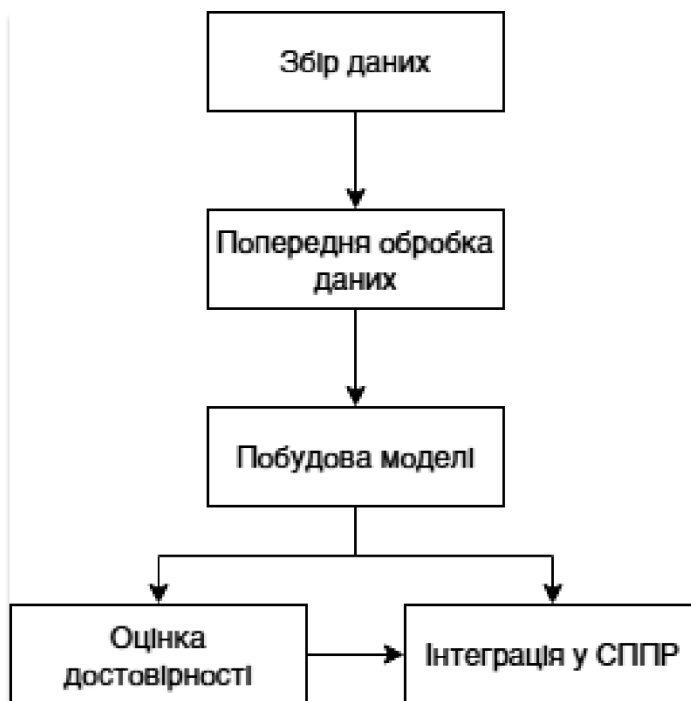 Збір даних
Попередня обробка
даних
Побудова моделі
Оцінка
достовірності
Інтеграція у СППР